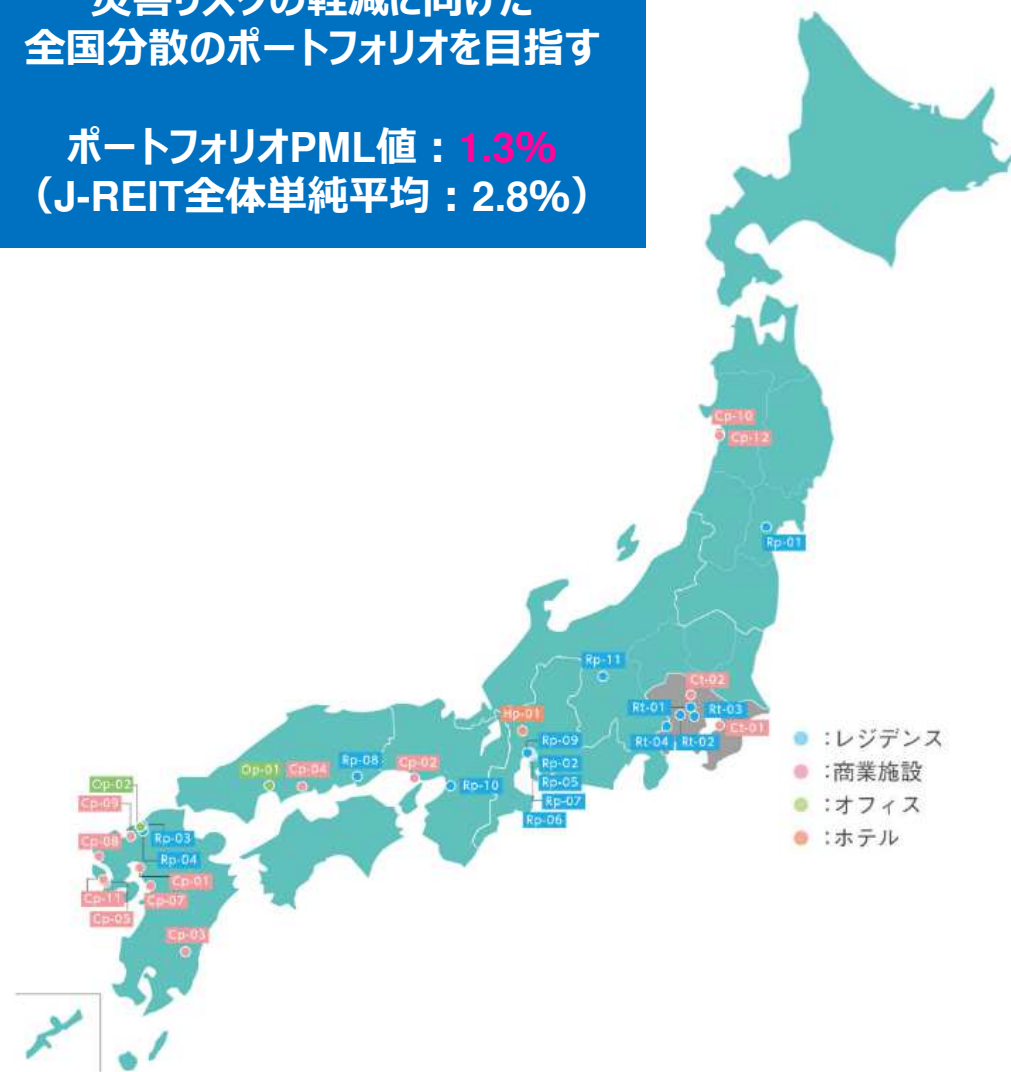 災害リスクの軽減に向けた
全国分散のポートフォリオを目指す
ポートフォリオPML値：1.3%
（J-REIT全体単純平均：2.8%）
Cp-10
Cp-12
Rp-01
Rp-11
Ct-02
Rt-01
Rt-03
Ct-01
Rt-04
Rt-02
Hp-01
Rp-09
Rp-02
Rp-05
Rp-07
Rp-06
Op-01
Cp-04
Rp-08
Cp-02
Rp-10
Op-02
Cp-09
Rp-03
Cp-08
Rp-04
Cp-01
Cp-11
Cp-07
Cp-05
Cp-03
：レジデンス
：商業施設
：オフィス
：ホテル